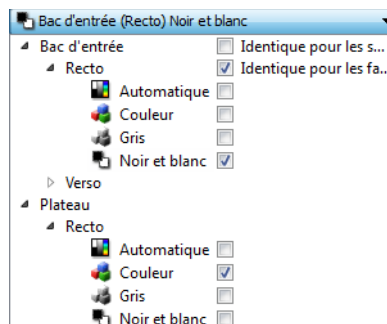 Bac d'entrée (Recto) Noir et blanc
Bac d'entrée Identique pour les s...
Recto Identique pour les fa..
Automatique
Couleur
Gris
Noir et blanc
Verso
Plateau
Recto
Automatique
Couleur
Gris
Noir et blanc